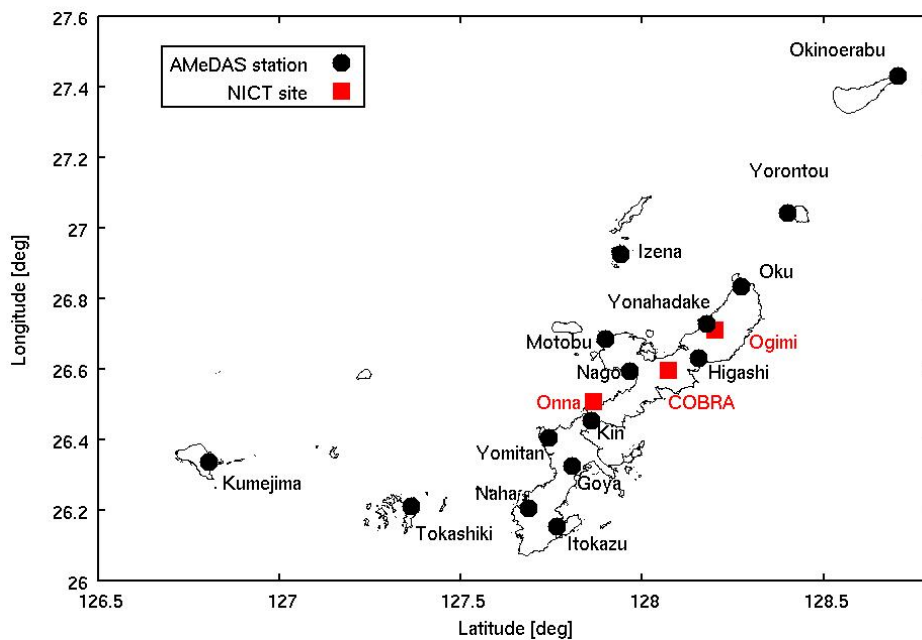 27.6
27.4
27.2
27
26.8
26.6
26.4
26.2
26
126.5
127
127.5
128
128.5
Longitude [deg]
Latitude [deg]
AMeDAS station
NICT site
Okinoerabu
Yorontou
Izena
Oku
Yonahadake
Motobu
Ogimi
Nago
Higashi
Onna
COBRA
Kin
Yomitan
Goya
Kumejima
Naha
Tokashiki
Itokazu